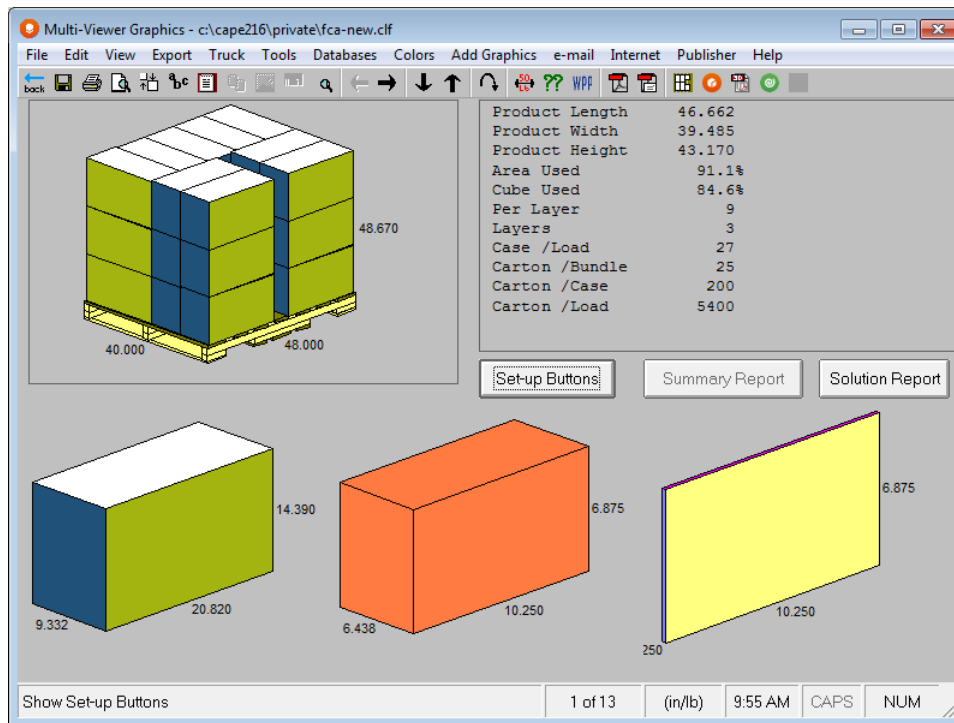 Multi-Viewer Graphics - c:\cape216\private\fca-new.clf
File Edit View Export Truck Tools Databases Colors Add Graphics e-mail Internet Publisher Help
back abc SO LG ?? WPF
Product Length 46.662
Product Width 39.485
Product Height 43.170
Area Used 91.1%
Cube Used 84.6%
Per Layer 9
Layers 3
Case /Load 27
Carton /Bundle 25
Carton /Case 200
Carton /Load 5400
48.670
40.000 48.000
Set-up Buttons Summary Report Solution Report
14.390 6.875 6.875
9.332 20.820 6.438 10.250 250 10.250
Show Set-up Buttons 1 of 13 (in/lb) 9:55 AM CAPS NUM